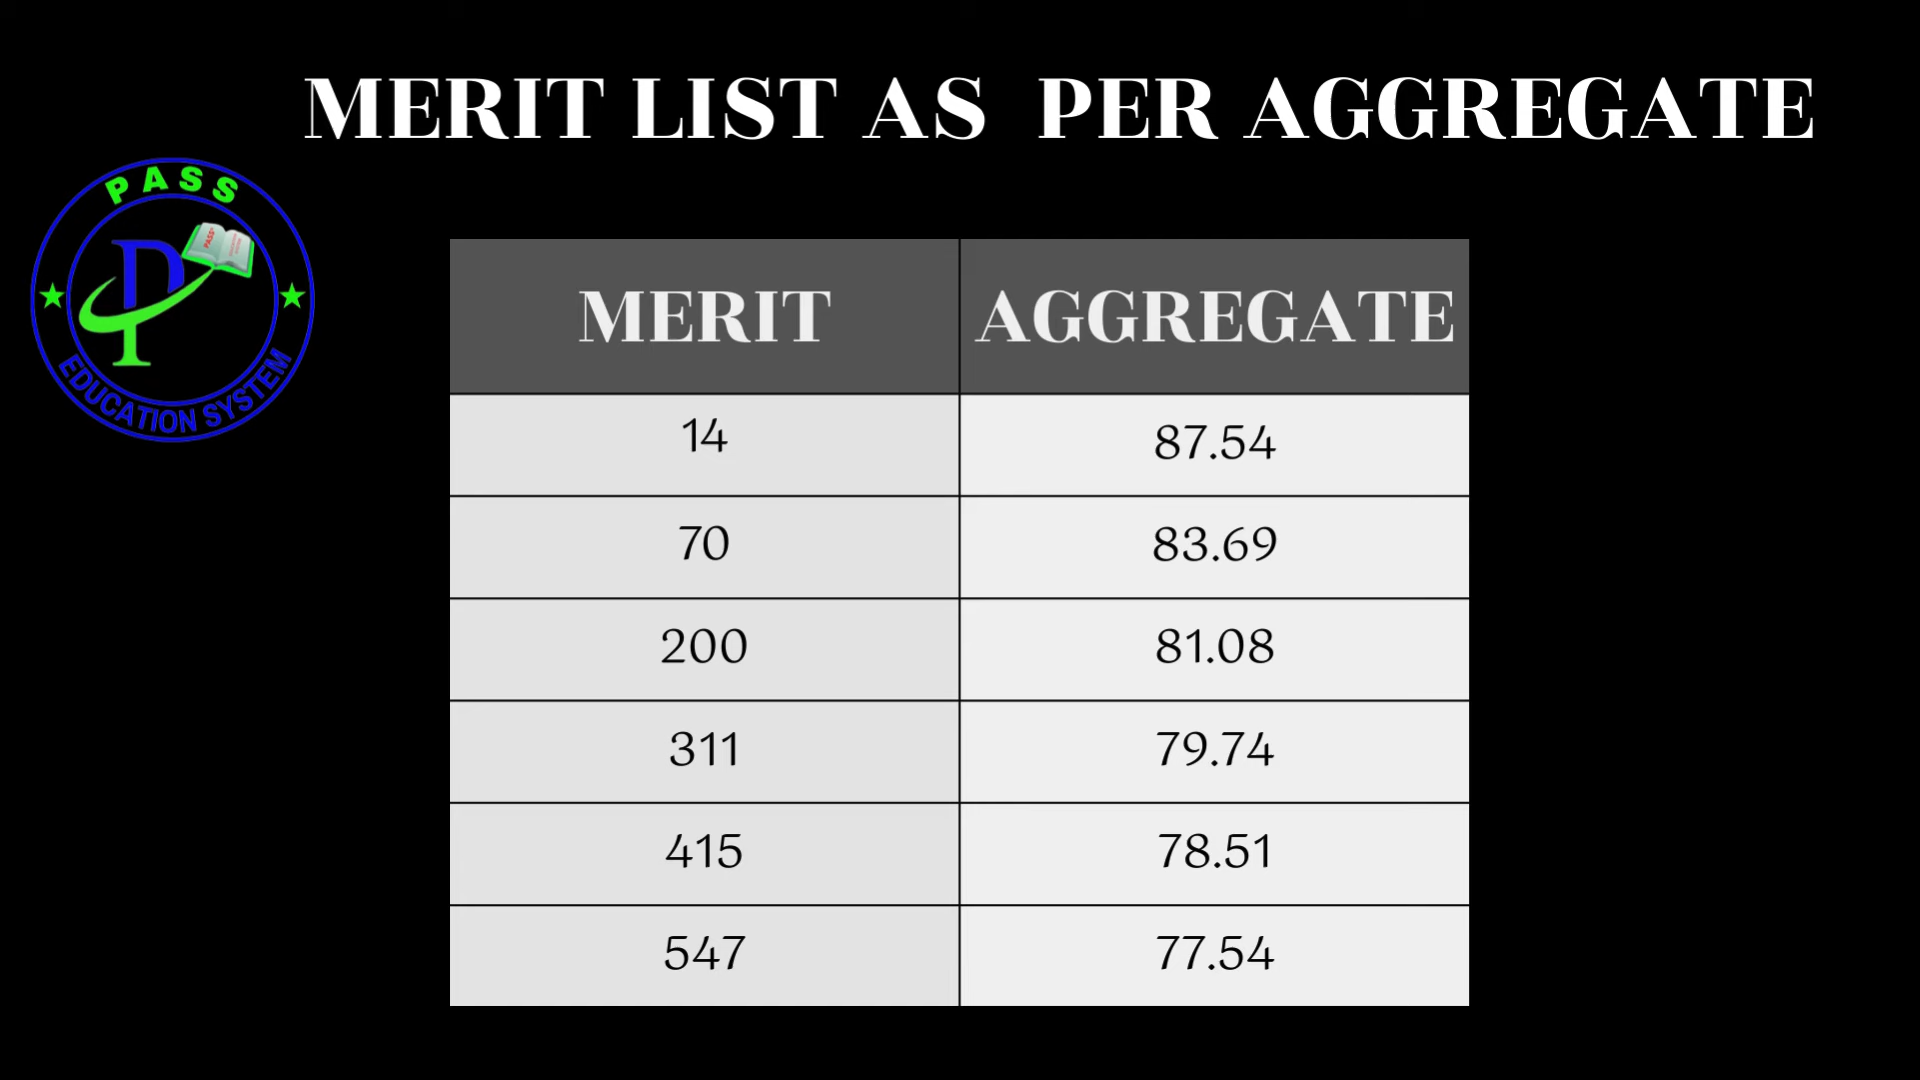 MERIT LIST AS PER AGGREGATE
PASS
EDUCATION SYSTEM
MERIT AGGREGATE
14 87.54
70 83.69
200 81.08
311 79.74
415 78.51
547 77.54